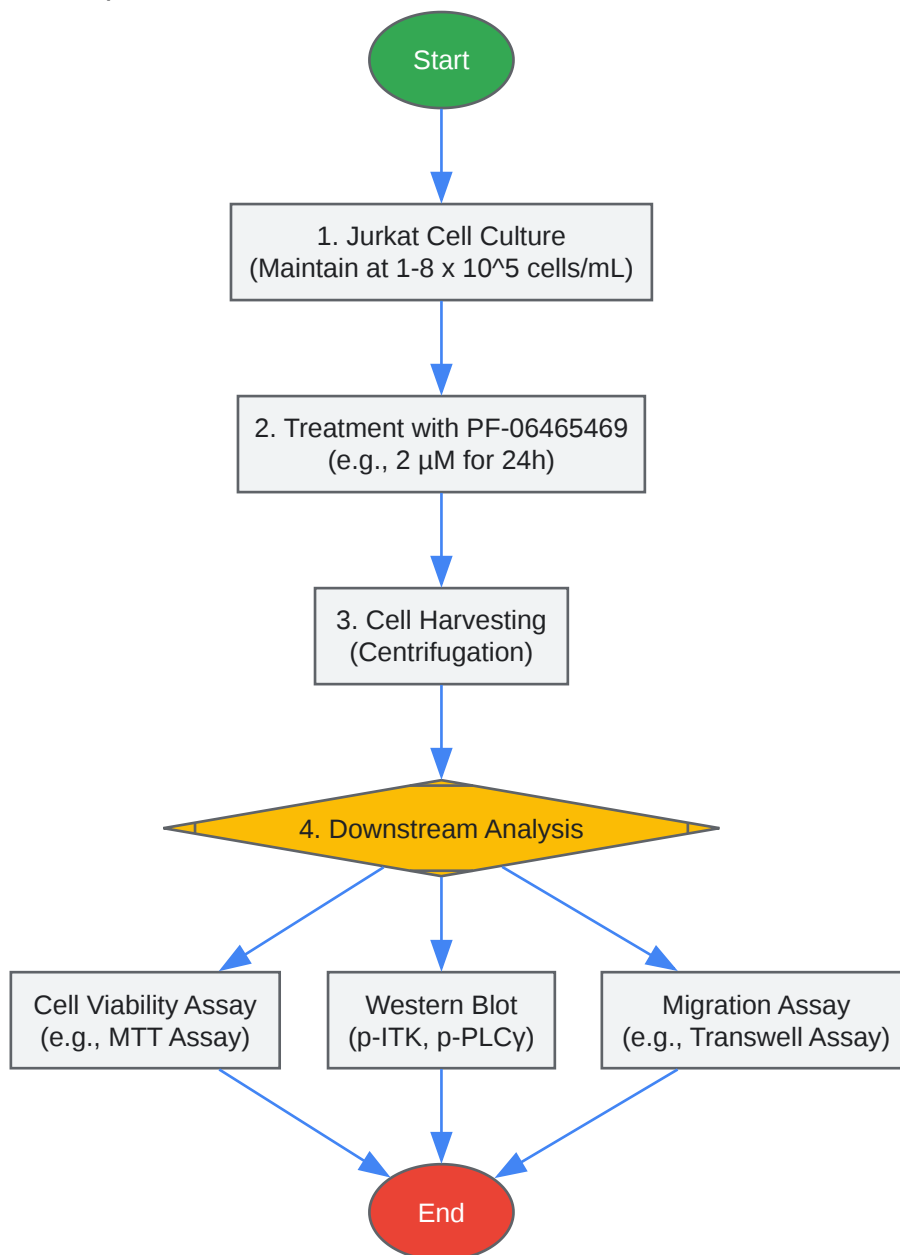 Start
1. Jurkat Cell Culture
(Maintain at 1-8 x 10^5 cells/mL)
2. Treatment with PF-06465469
(e.g., 2 µM for 24h)
3. Cell Harvesting
(Centrifugation)
4. Downstream Analysis
Cell Viability Assay
(e.g., MTT Assay)
Western Blot
(p-ITK, p-PLCγ)
Migration Assay
(e.g., Transwell Assay)
End